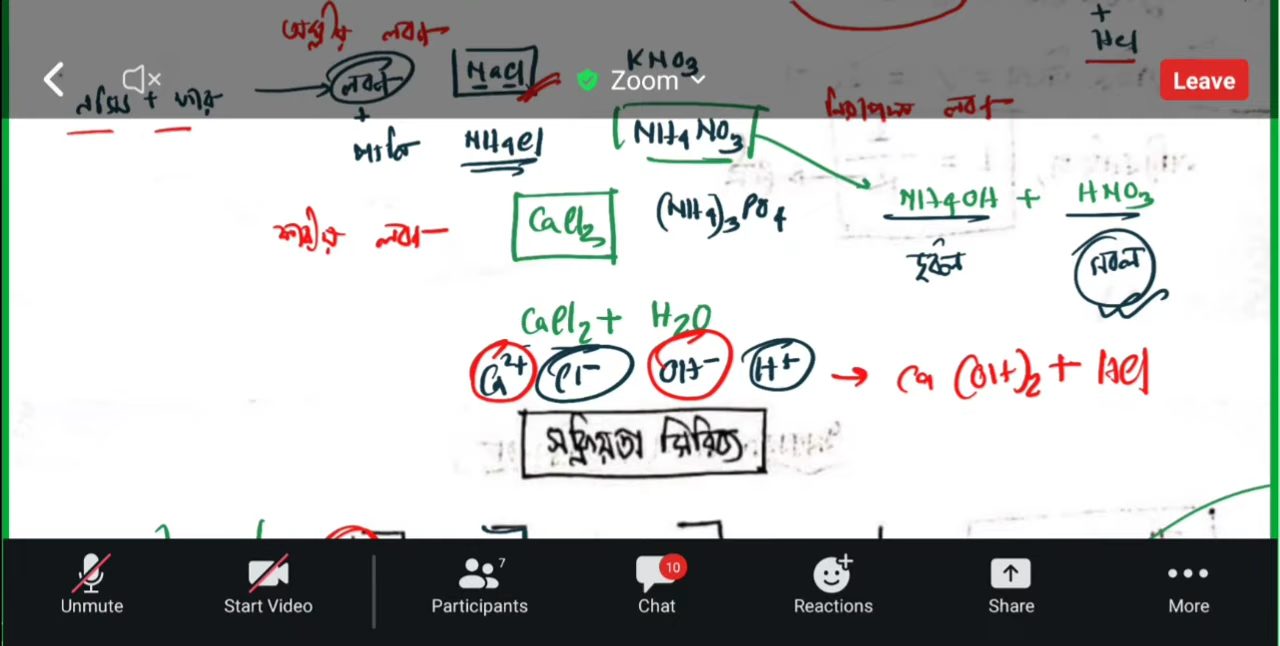 +
অম্লীয় লবণ
HCl
NaCl
KNO3
Zoom
Leave
এসিড + ক্ষার → লবণ
নিরপেক্ষ লবণ
+
পানি
NH4Cl
NH4NO3
ক্ষারীয় লবণ
CaCl2
(NH4)3PO4
NH4OH + HNO3
দুর্বল
সবল
CaCl2 + H2O
Ca2+ Cl- OH- H+ → Ca(OH)2 + HCl
সক্রিয়তা সিরিজ
Unmute
Start Video
Participants 7
Chat 10
Reactions
Share
More